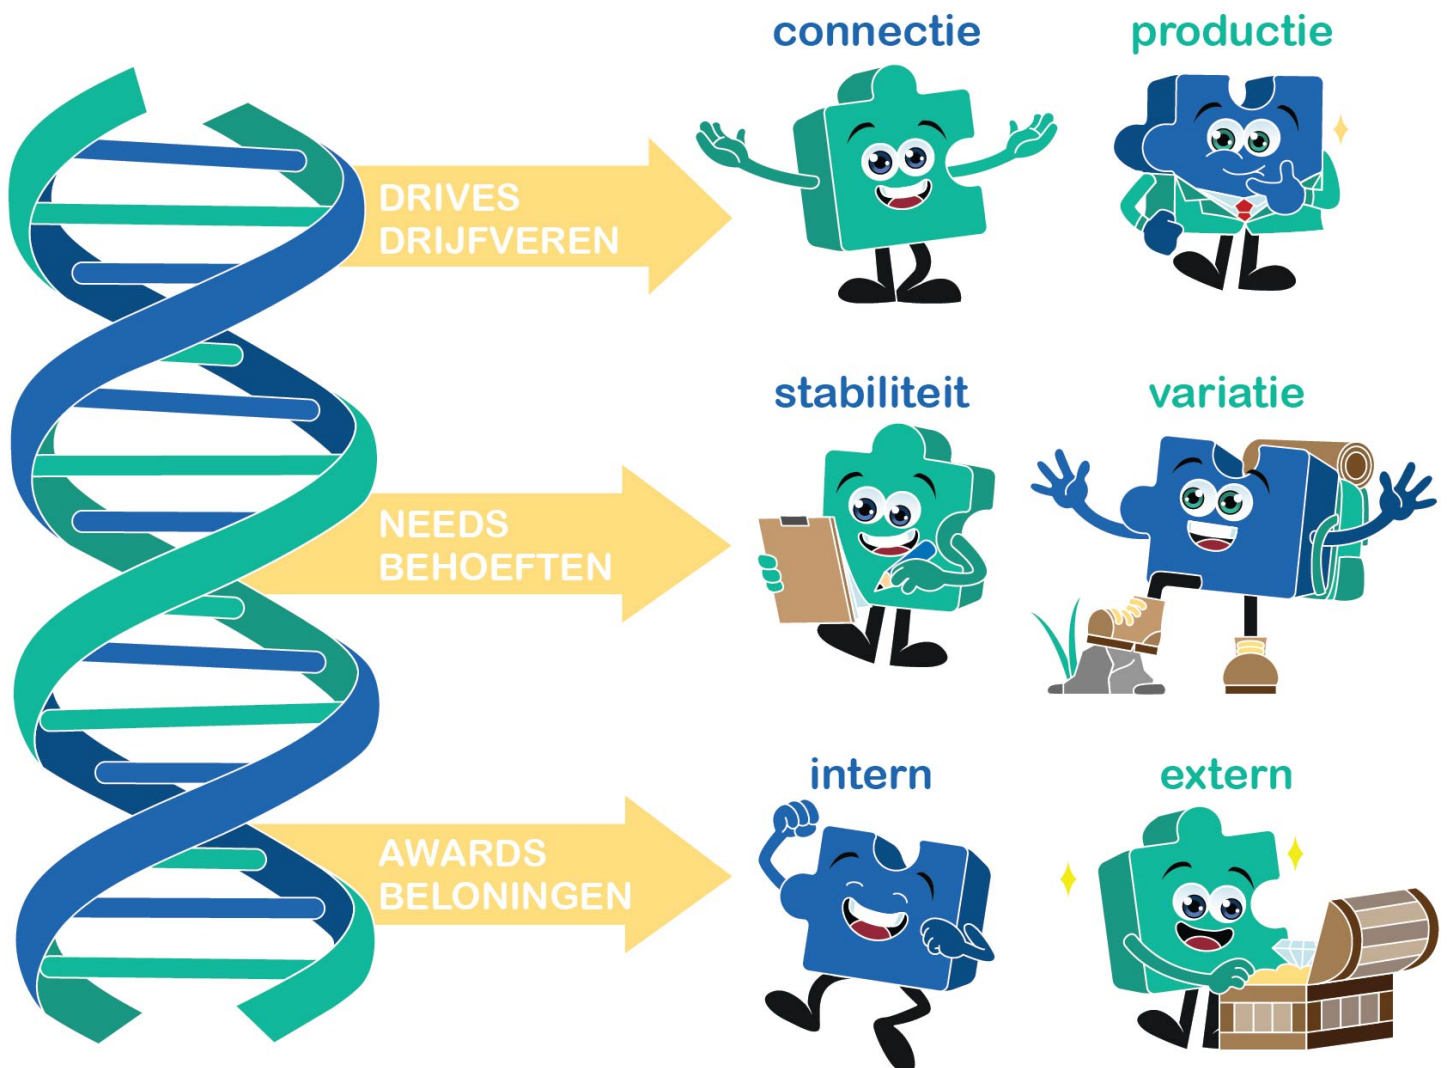 connectie
productie
DRIVES
DRIJFVEREN
stabiliteit
variatie
NEEDS
BEHOEFTEN
intern
extern
AWARDS
BELONINGEN